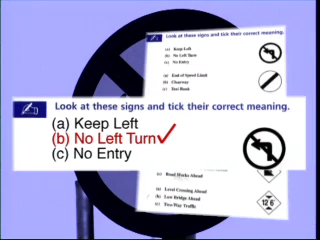 Look at these signs and tick their correct meaning.
(a) Keep Left
(b) No Left Turn
(c) No Entry
(a) End of Speed Limit
(b) Clearway
(c) Taxi Rank
Look at these signs and tick their correct meaning.
(a) Keep Left
(b) No Left Turn
(c) No Entry
(a) Road Works Ahead
(a) Level Crossing Ahead
(b) Low Bridge Ahead
(c) Two-Way Traffic
12 6"